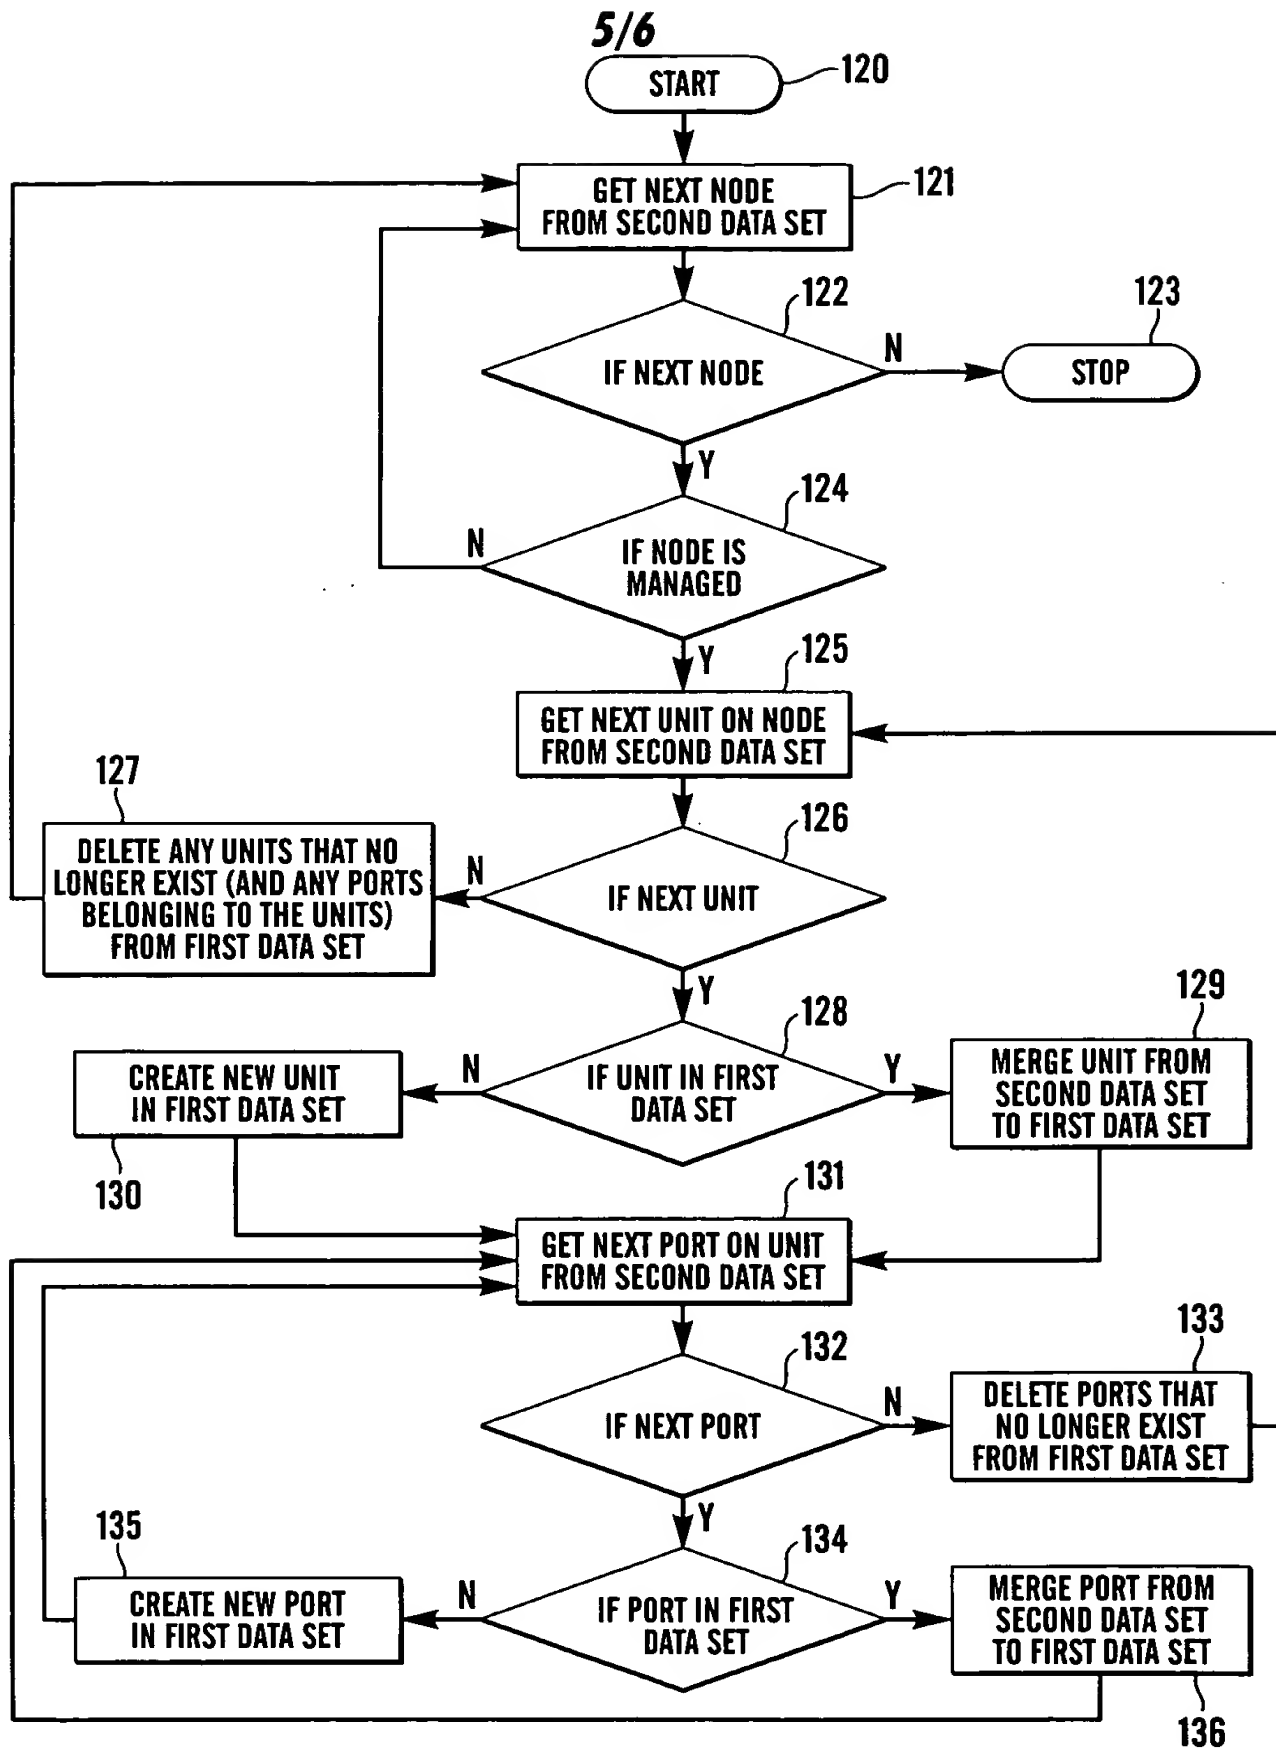 5/6
START
120
GET NEXT NODE
FROM SECOND DATA SET
121
122
IF NEXT NODE
N
123
STOP
Y
124
N
IF NODE IS
MANAGED
Y
125
GET NEXT UNIT ON NODE
FROM SECOND DATA SET
127
DELETE ANY UNITS THAT NO
LONGER EXIST (AND ANY PORTS
BELONGING TO THE UNITS)
FROM FIRST DATA SET
126
N
IF NEXT UNIT
Y
128
129
CREATE NEW UNIT
IN FIRST DATA SET
130
N
IF UNIT IN FIRST
DATA SET
Y
MERGE UNIT FROM
SECOND DATA SET
TO FIRST DATA SET
131
GET NEXT PORT ON UNIT
FROM SECOND DATA SET
132
IF NEXT PORT
N
133
DELETE PORTS THAT
NO LONGER EXIST
FROM FIRST DATA SET
Y
134
135
CREATE NEW PORT
IN FIRST DATA SET
N
IF PORT IN FIRST
DATA SET
Y
MERGE PORT FROM
SECOND DATA SET
TO FIRST DATA SET
136